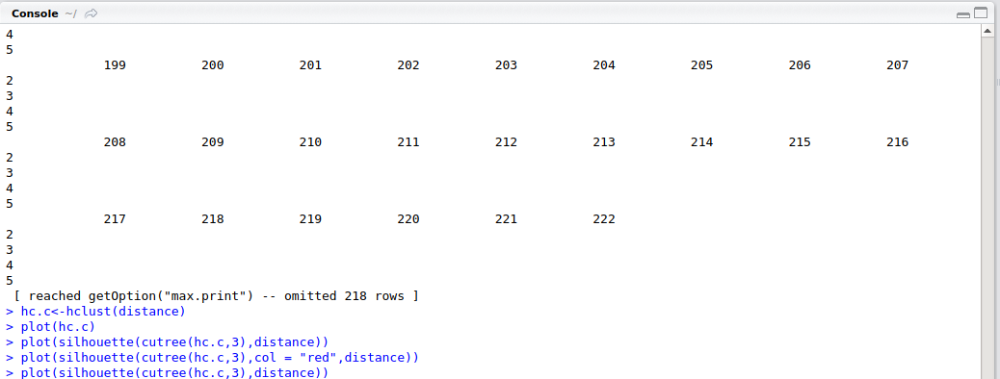 Console ~/
4
5
199 200 201 202 203 204 205 206 207
2
3
4
5
208 209 210 211 212 213 214 215 216
2
3
4
5
217 218 219 220 221 222
2
3
4
5
[ reached getOption("max.print") -- omitted 218 rows ]
> hc.c<-hclust(distance)
> plot(hc.c)
> plot(silhouette(cutree(hc.c,3),distance))
> plot(silhouette(cutree(hc.c,3),col = "red",distance))
> plot(silhouette(cutree(hc.c,3),distance))